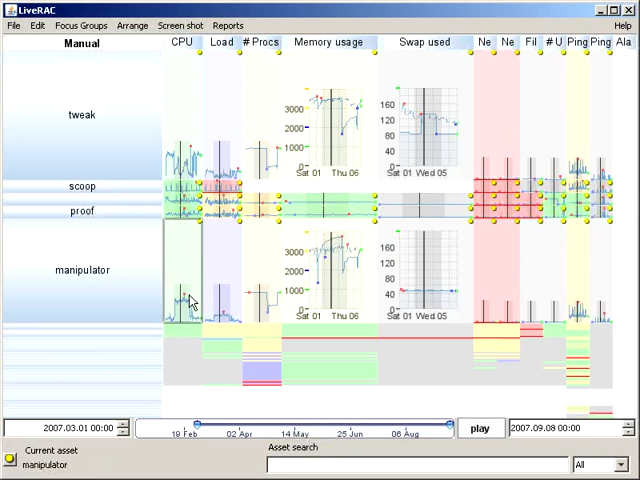 LiveRAC
File Edit Focus Groups Arrange Screen shot Reports Help
Manual CPU Load # Procs Memory usage Swap used Ne Ne Fil # U Ping Ping Ala
tweak
3000
2000
1000
0
Sat 01 Thu 06
160
120
80
40
0
Sat 01 Wed 05
scoop
proof
manipulator
3000
2000
1000
0
Sat 01 Thu 06
160
120
80
40
0
Sat 01 Wed 05
2007.03.01 00:00
19 Feb 02 Apr 14 May 25 Jun 06 Aug
play
2007.09.08 00:00
Current asset
manipulator
Asset search
All